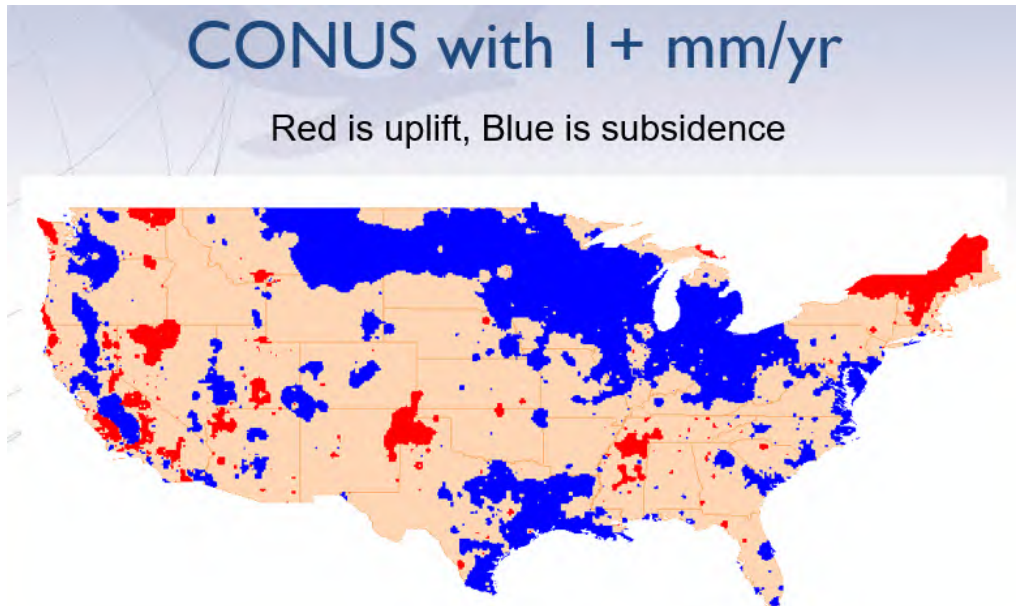 CONUS with 1+ mm/yr
Red is uplift, Blue is subsidence